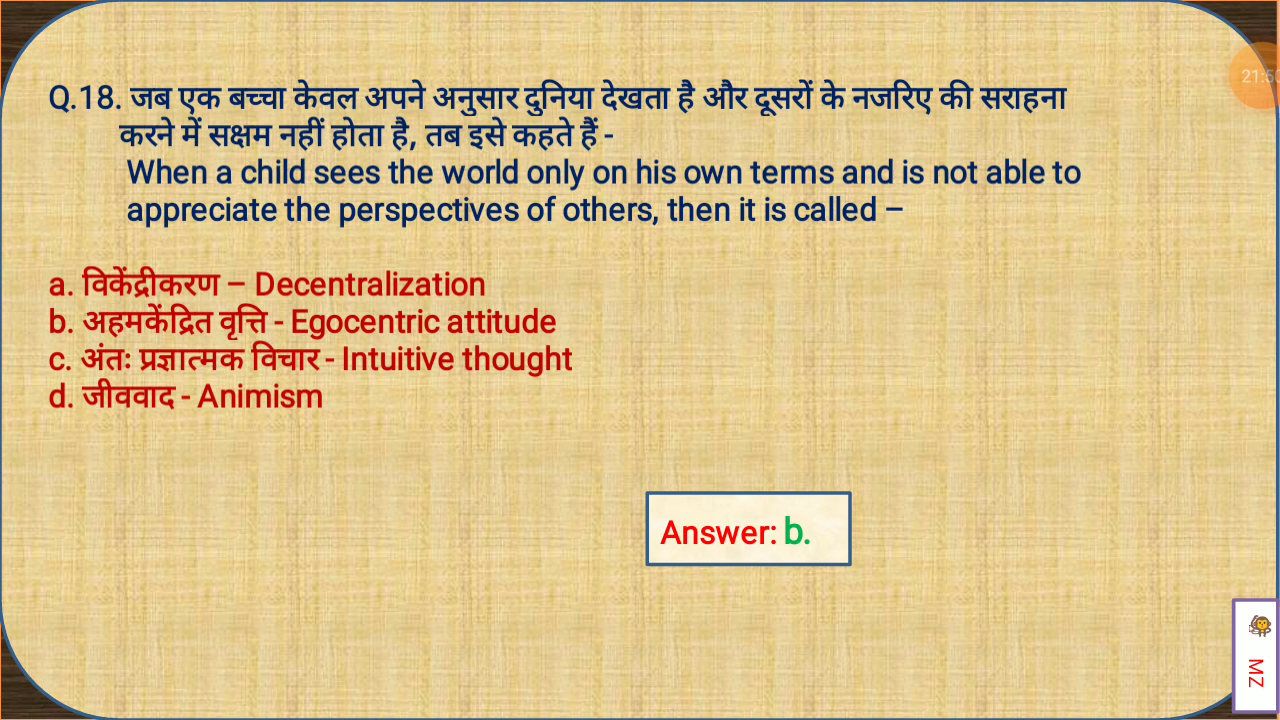 Q.18. जब एक बच्चा केवल अपने अनुसार दुनिया देखता है और दूसरों के नजरिए की सराहना
करने में सक्षम नहीं होता है, तब इसे कहते हैं -
When a child sees the world only on his own terms and is not able to
appreciate the perspectives of others, then it is called –
a. विकेंद्रीकरण – Decentralization
b. अहमकेंद्रित वृत्ति - Egocentric attitude
c. अंतः प्रज्ञात्मक विचार - Intuitive thought
d. जीववाद - Animism
Answer: b.
MZ